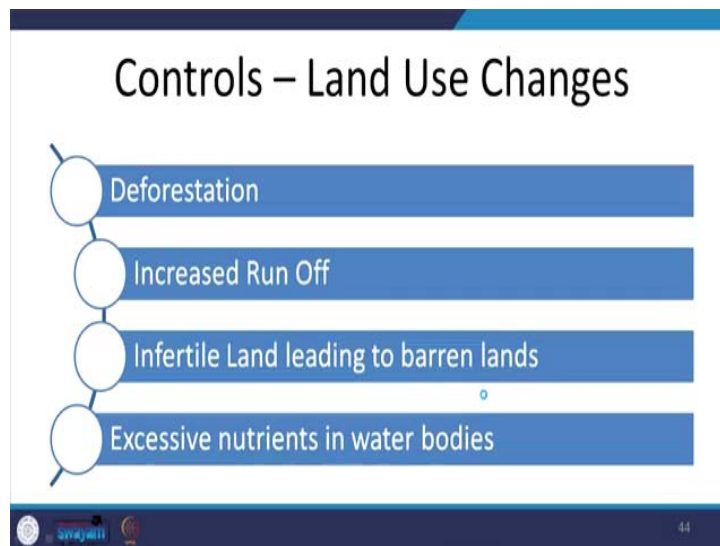 Controls – Land Use Changes
Deforestation
Increased Run Off
Infertile Land leading to barren lands
Excessive nutrients in water bodies
swayam
44